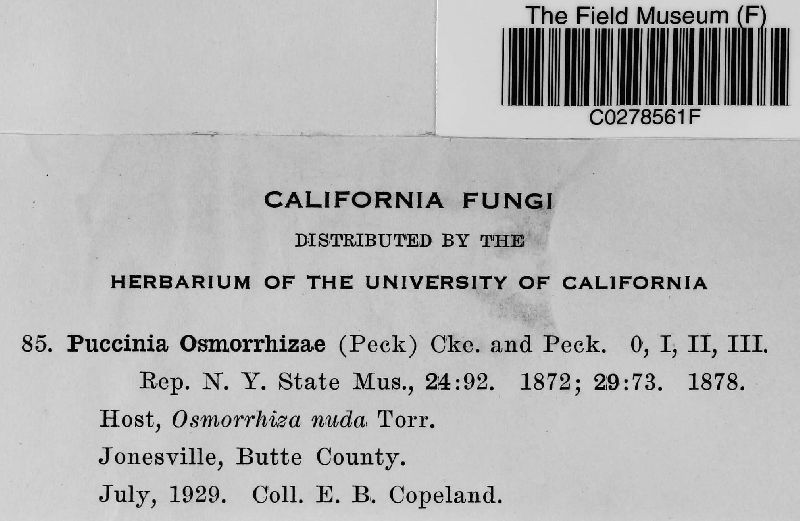 The Field Museum (F)
C0278561F
CALIFORNIA FUNGI
DISTRIBUTED BY THE
HERBARIUM OF THE UNIVERSITY OF CALIFORNIA
85. Puccinia Osmorrhizae (Peck) Cke. and Peck. 0, I, II, III.
Rep. N. Y. State Mus., 24:92. 1872; 29:73. 1878.
Host, Osmorrhiza nuda Torr.
Jonesville, Butte County.
July, 1929. Coll. E. B. Copeland.